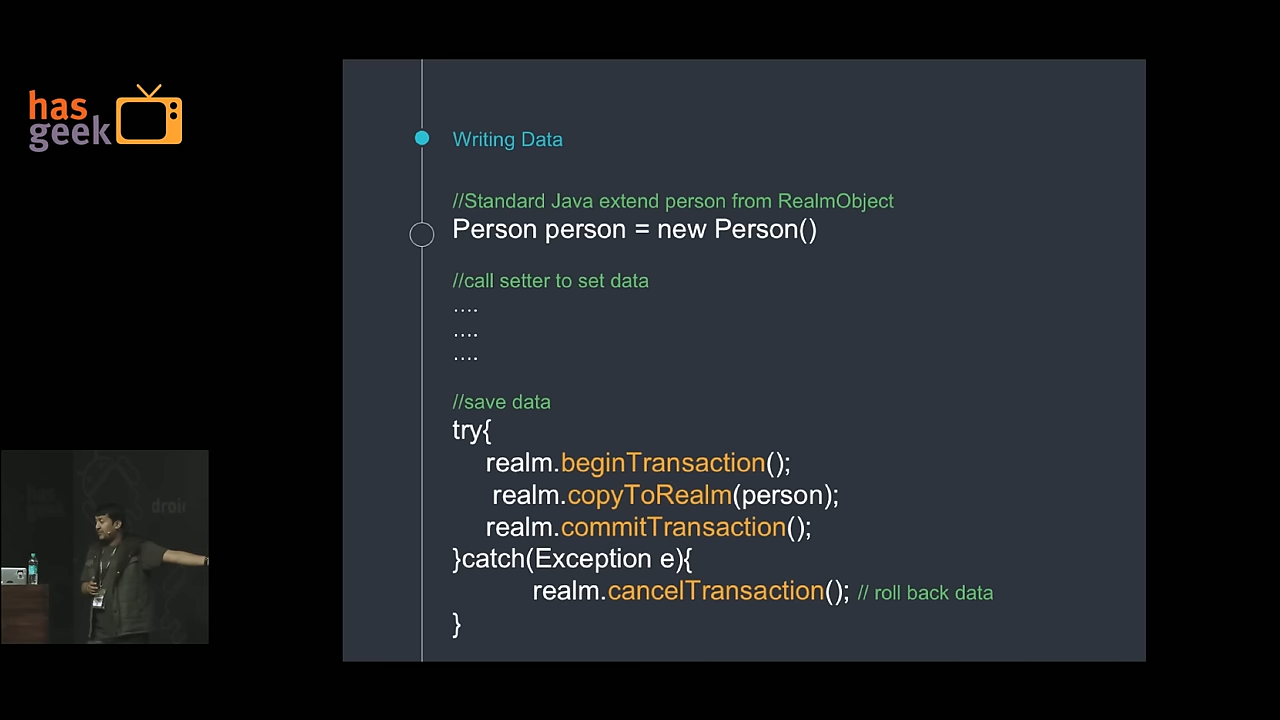 has
geek
Writing Data
//Standard Java extend person from RealmObject
Person person = new Person()
//call setter to set data
....
....
....
//save data
try{
realm.beginTransaction();
realm.copyToRealm(person);
realm.commitTransaction();
}catch(Exception e){
realm.cancelTransaction(); // roll back data
}